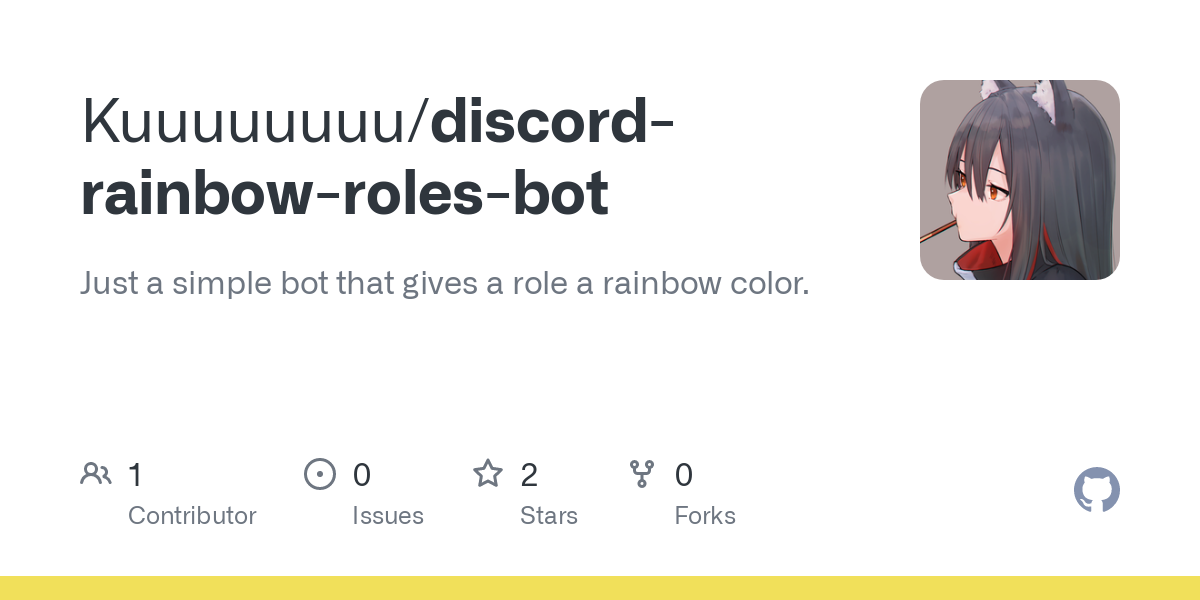 Kuuuuuuuu/discord-
rainbow-roles-bot
Just a simple bot that gives a role a rainbow color.
1 0 2 0
Contributor Issues Stars Forks